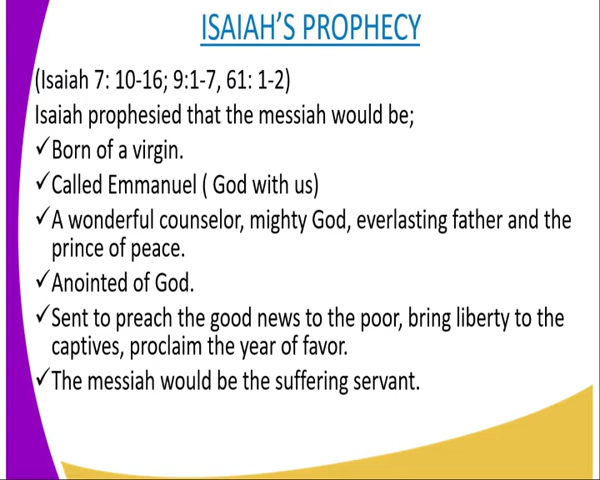 ISAIAH'S PROPHECY
(Isaiah 7: 10-16; 9:1-7, 61: 1-2)
Isaiah prophesied that the messiah would be;
✓Born of a virgin.
✓Called Emmanuel ( God with us)
✓A wonderful counselor, mighty God, everlasting father and the
prince of peace.
✓Anointed of God.
✓Sent to preach the good news to the poor, bring liberty to the
captives, proclaim the year of favor.
✓The messiah would be the suffering servant.